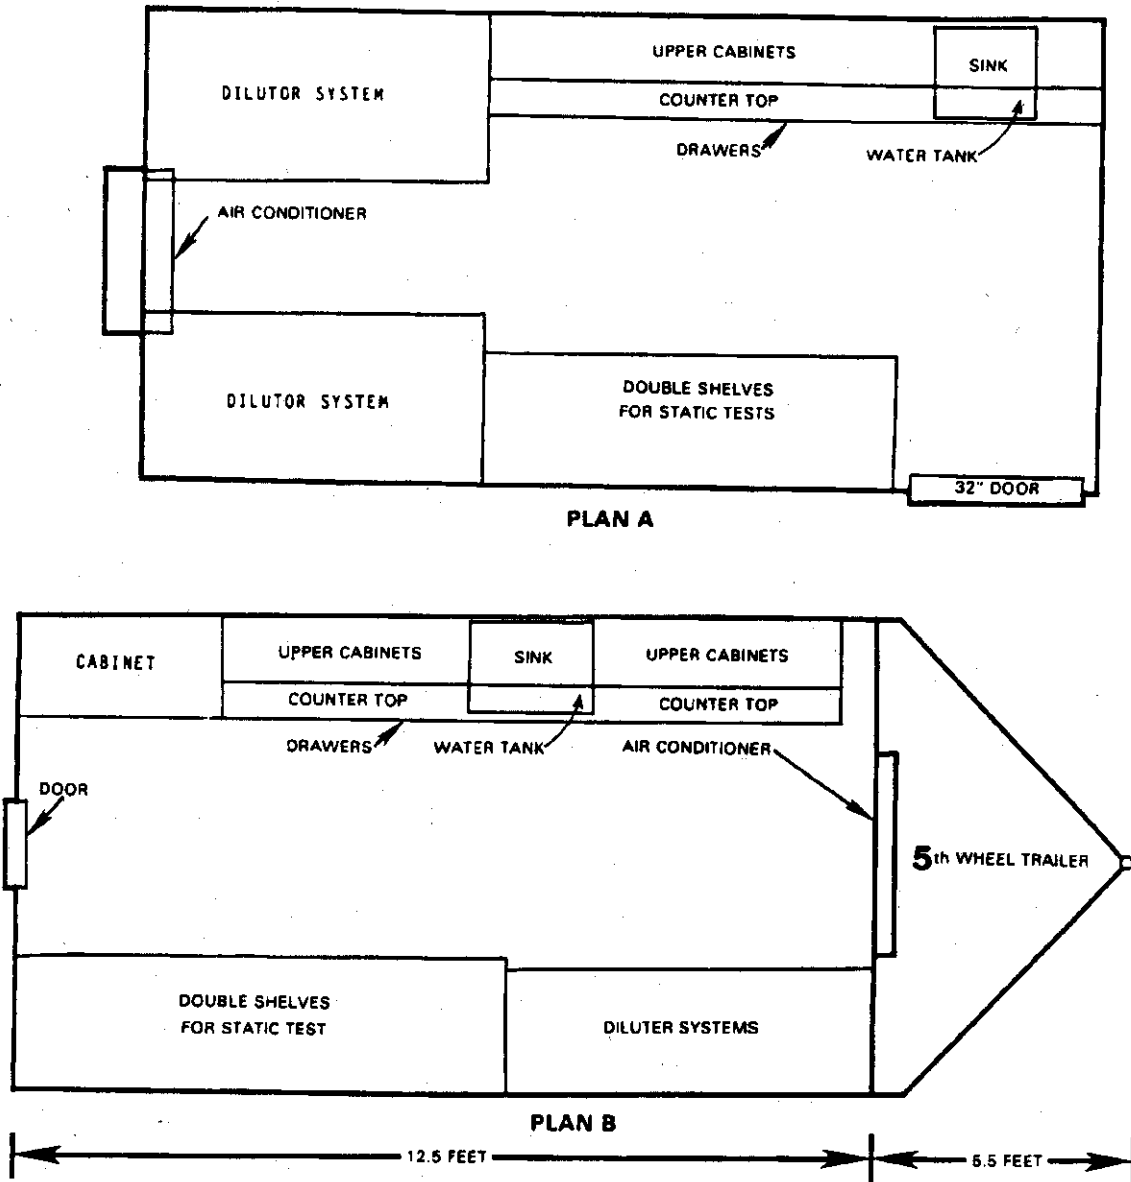 UPPER CABINETS
SINK
DILUTOR SYSTEM
COUNTER TOP
DRAWERS
WATER TANK
AIR CONDITIONER
DILUTOR SYSTEM
DOUBLE SHELVES
FOR STATIC TESTS
32" DOOR
PLAN A
CABINET
UPPER CABINETS
SINK
UPPER CABINETS
COUNTER TOP
COUNTER TOP
DRAWERS
WATER TANK
AIR CONDITIONER
DOOR
5th WHEEL TRAILER
DOUBLE SHELVES
FOR STATIC TEST
DILUTER SYSTEMS
PLAN B
12.5 FEET
5.5 FEET